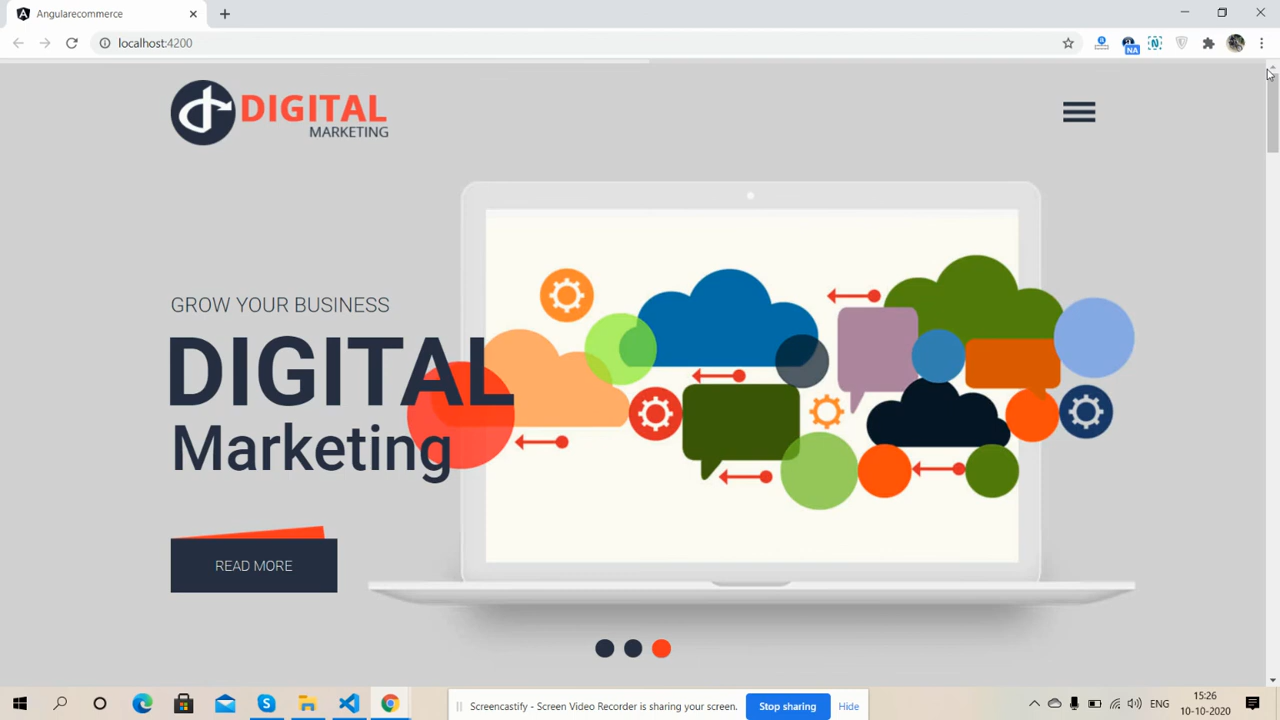 Angularecommerce
localhost:4200
NA
N
DIGITAL
MARKETING
GROW YOUR BUSINESS
DIGITAL
Marketing
READ MORE
Screencastify - Screen Video Recorder is sharing your screen.
Stop sharing
Hide
ENG
15:26
10-10-2020